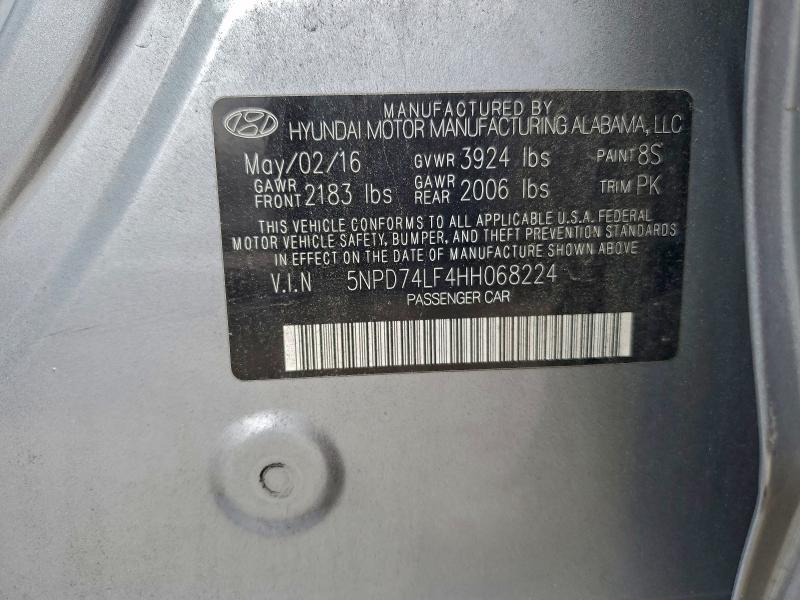 MANUFACTURED BY
HYUNDAI MOTOR MANUFACTURING ALABAMA, LLC
May/02/16 GVWR 3924 lbs PAINT 8S
GAWR FRONT 2183 lbs GAWR REAR 2006 lbs TRIM PK
THIS VEHICLE CONFORMS TO ALL APPLICABLE U.S.A. FEDERAL
MOTOR VEHICLE SAFETY, BUMPER, AND THEFT PREVENTION STANDARDS
IN EFFECT ON THE DATE OF MANUFACTURE SHOWN ABOVE.
V.I.N 5NPD74LF4HH068224
PASSENGER CAR